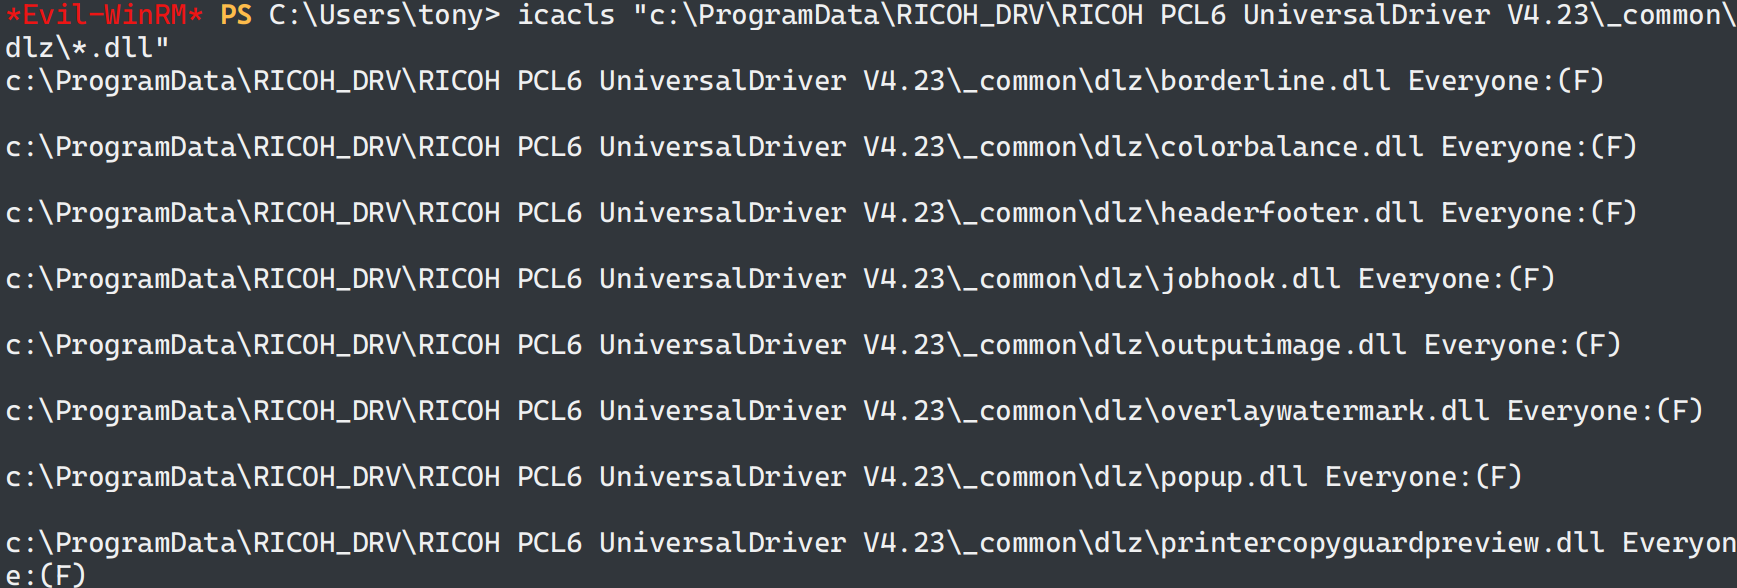 *Evil-WinRM* PS C:\Users\tony> icacls "c:\ProgramData\RICOH_DRV\RICOH PCL6 UniversalDriver V4.23\_common\
dlz\*.dll"
c:\ProgramData\RICOH_DRV\RICOH PCL6 UniversalDriver V4.23\_common\dlz\borderline.dll Everyone:(F)
c:\ProgramData\RICOH_DRV\RICOH PCL6 UniversalDriver V4.23\_common\dlz\colorbalance.dll Everyone:(F)
c:\ProgramData\RICOH_DRV\RICOH PCL6 UniversalDriver V4.23\_common\dlz\headerfooter.dll Everyone:(F)
c:\ProgramData\RICOH_DRV\RICOH PCL6 UniversalDriver V4.23\_common\dlz\jobhook.dll Everyone:(F)
c:\ProgramData\RICOH_DRV\RICOH PCL6 UniversalDriver V4.23\_common\dlz\outputimage.dll Everyone:(F)
c:\ProgramData\RICOH_DRV\RICOH PCL6 UniversalDriver V4.23\_common\dlz\overlaywatermark.dll Everyone:(F)
c:\ProgramData\RICOH_DRV\RICOH PCL6 UniversalDriver V4.23\_common\dlz\popup.dll Everyone:(F)
c:\ProgramData\RICOH_DRV\RICOH PCL6 UniversalDriver V4.23\_common\dlz\printercopyguardpreview.dll Everyon
e:(F)